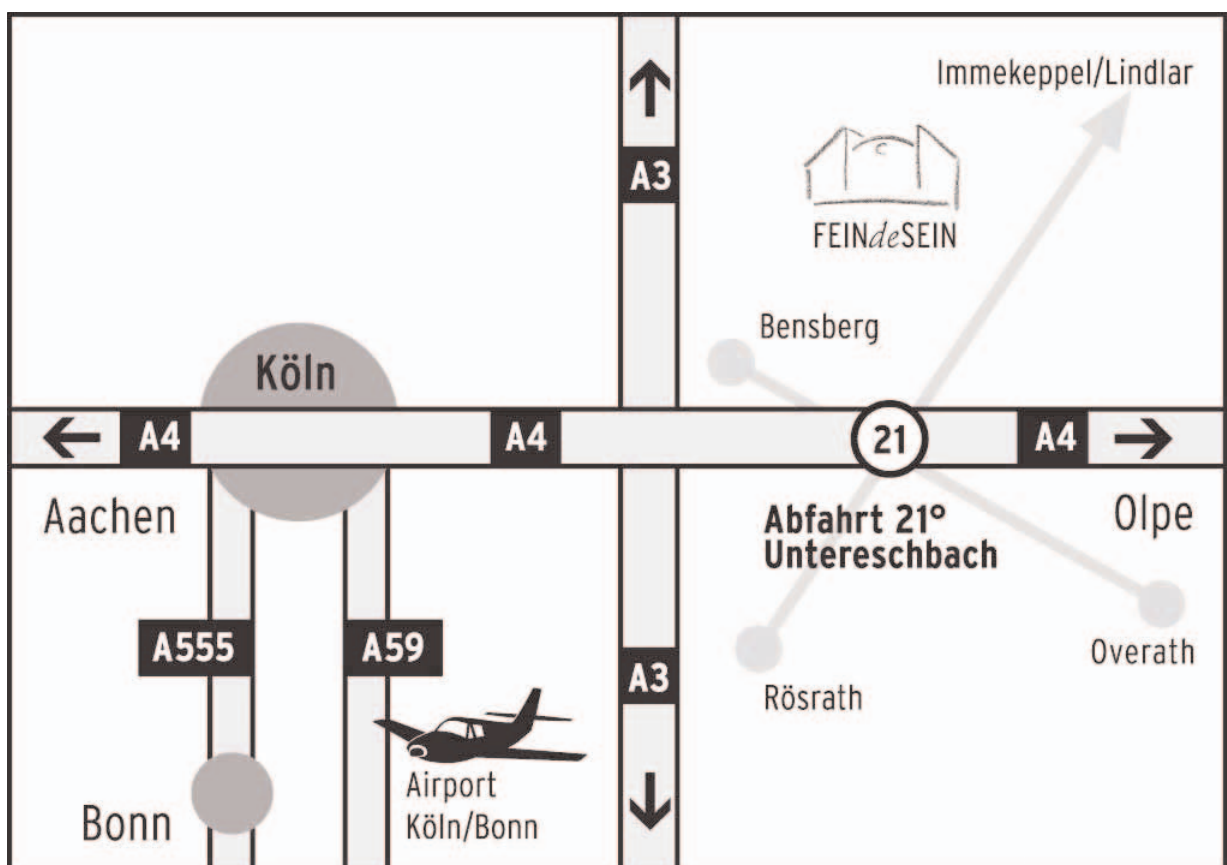 Immekeppel/Lindlar
A3
FEINdeSEIN
Bensberg
Köln
A4
A4
21
A4
Aachen
Abfahrt 21°
Untereschbach
Olpe
A555
A59
A3
Overath
Rösrath
Airport
Köln/Bonn
Bonn